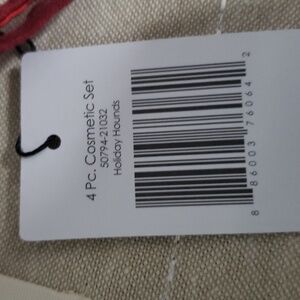 4 Pc. Cosmetic Set
50794-21032
Holiday Hounds
8 86003 76064 2